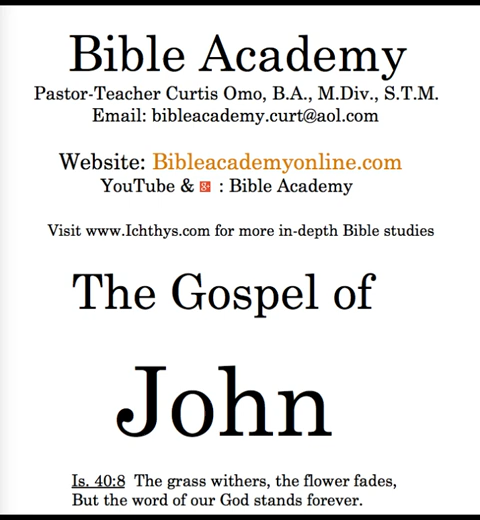 Bible Academy
Pastor-Teacher Curtis Omo, B.A., M.Div., S.T.M.
Email: bibleacademy.curt@aol.com
Website: Bibleacademyonline.com
YouTube & g+ : Bible Academy
Visit www.Ichthys.com for more in-depth Bible studies
The Gospel of
John
Is. 40:8 The grass withers, the flower fades,
But the word of our God stands forever.